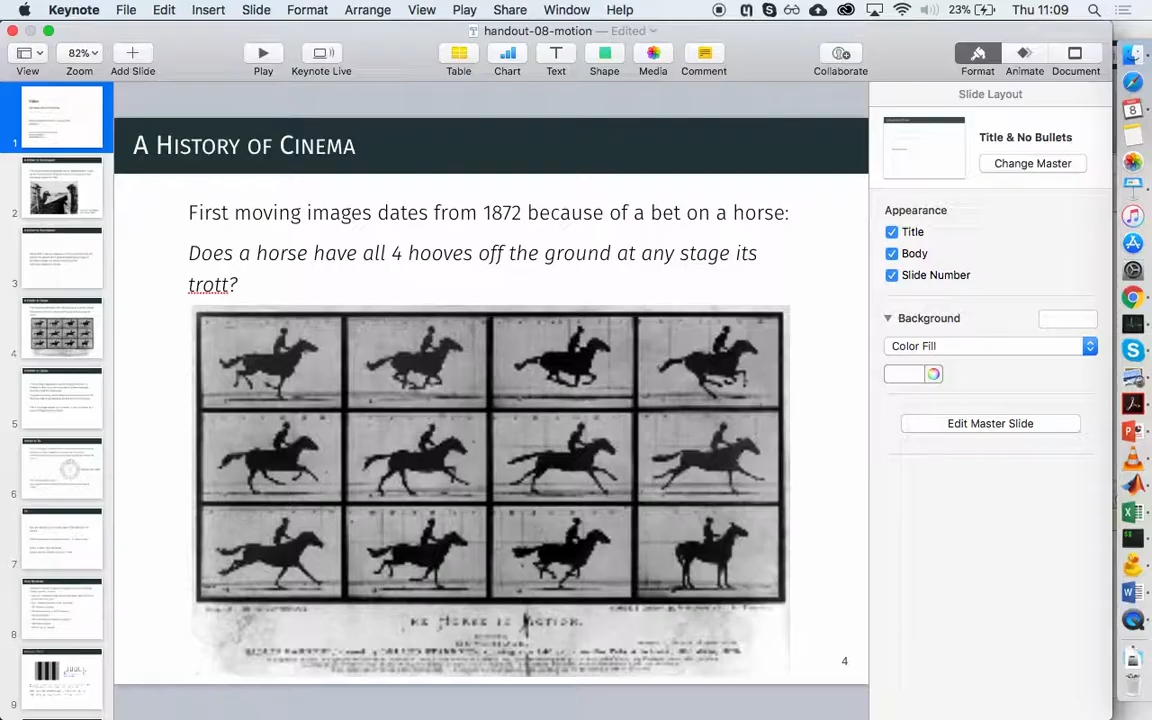 Keynote File Edit Insert Slide Format Arrange View Play Share Window Help 23% Thu 11:09
handout-08-motion — Edited
82%
View Zoom Add Slide Play Keynote Live Table Chart Text Shape Media Comment Collaborate Format Animate Document
Slide Layout
Title & No Bullets
Change Master
Appearance
Title
Body
Slide Number
Background
Color Fill
Edit Master Slide
1
2
3
4
5
6
7
8
9
A History of Cinema
First moving images dates from 1872 because of a bet on a horse:
Does a horse have all 4 hooves off the ground at any stage its
trott?
HE HORSE IN MOTION.
4